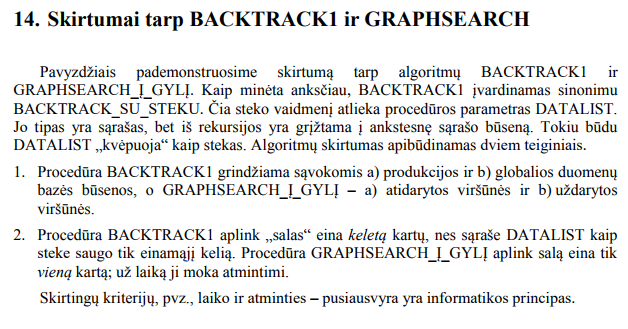 14. Skirtumai tarp BACKTRACK1 ir GRAPHSEARCH
Pavyzdžiais pademonstruosime skirtumą tarp algoritmų BACKTRACK1 ir
GRAPHSEARCH_Į_GYLĮ. Kaip minėta anksčiau, BACKTRACK1 įvardinamas sinonimu
BACKTRACK_SU_STEKU. Čia steko vaidmenį atlieka procedūros parametras DATALIST.
Jo tipas yra sąrašas, bet iš rekursijos yra grįžtama į ankstesnę sąrašo būseną. Tokiu būdu
DATALIST „kvėpuoja“ kaip stekas. Algoritmų skirtumas apibūdinamas dviem teiginiais.
1. Procedūra BACKTRACK1 grindžiama sąvokomis a) produkcijos ir b) globalios duomenų
bazės būsenos, o GRAPHSEARCH_Į_GYLĮ – a) atidarytos viršūnės ir b) uždarytos
viršūnės.
2. Procedūra BACKTRACK1 aplink „salas“ eina keletą kartų, nes sąraše DATALIST kaip
steke saugo tik einamąjį kelią. Procedūra GRAPHSEARCH_Į_GYLĮ aplink salą eina tik
vieną kartą; už laiką ji moka atmintimi.
Skirtingų kriterijų, pvz., laiko ir atminties – pusiausvyra yra informatikos principas.